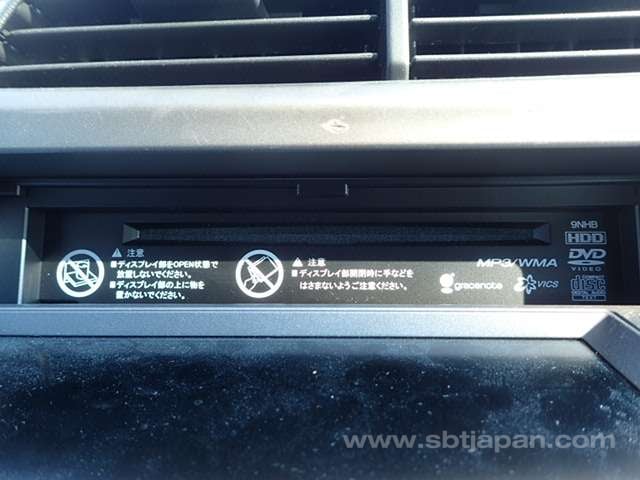 9NHB
HDD
DVD
VIDEO
MP3/WMA
gracenote
VICS
disc
TEXT
⚠ 注意
■ディスプレイ部をOPEN状態で
放置しないでください。
■ディスプレイ部の上に物を
置かないでください。
⚠ 注意
■ディスプレイ部開閉時に手などを
はさまないようご注意ください。
www.sbtjapan.com